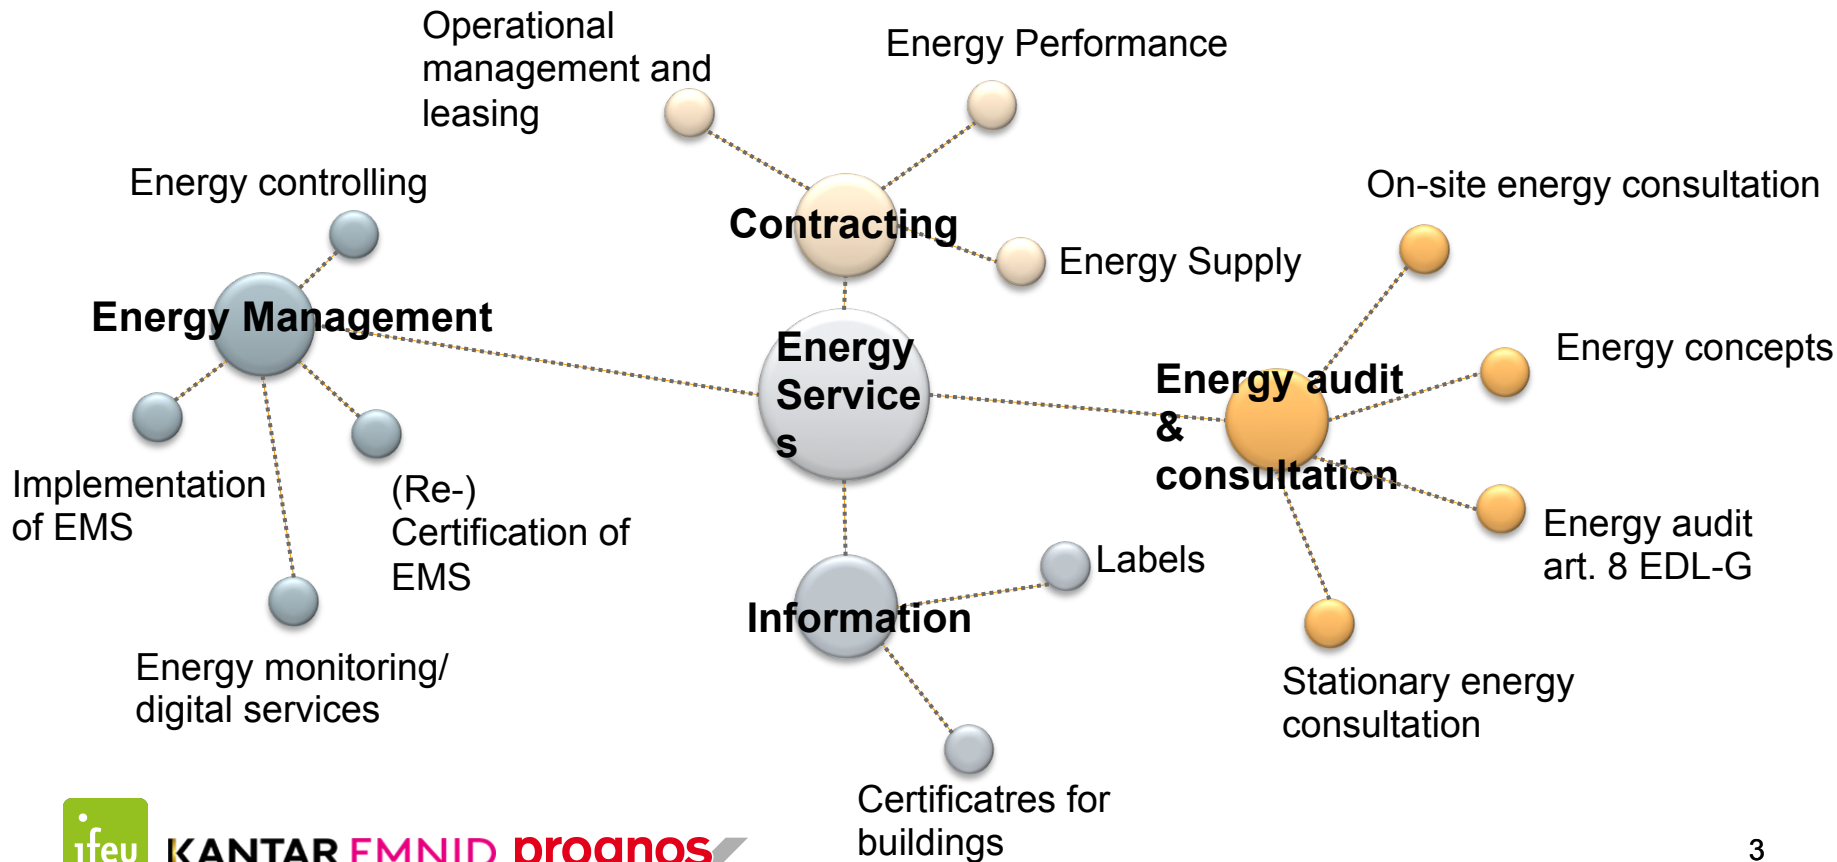 Operational
management and
leasing
Energy Performance
Energy controlling
On-site energy consultation
Contracting
Energy Supply
Energy Management
Energy
Service
s
Energy concepts
Energy audit
&
consultation
Implementation
of EMS
(Re-)
Certification of
EMS
Energy audit
art. 8 EDL-G
Labels
Information
Energy monitoring/
digital services
Stationary energy
consultation
Certificatres for
buildings
ifeu
KANTAR EMNID
prognos
3